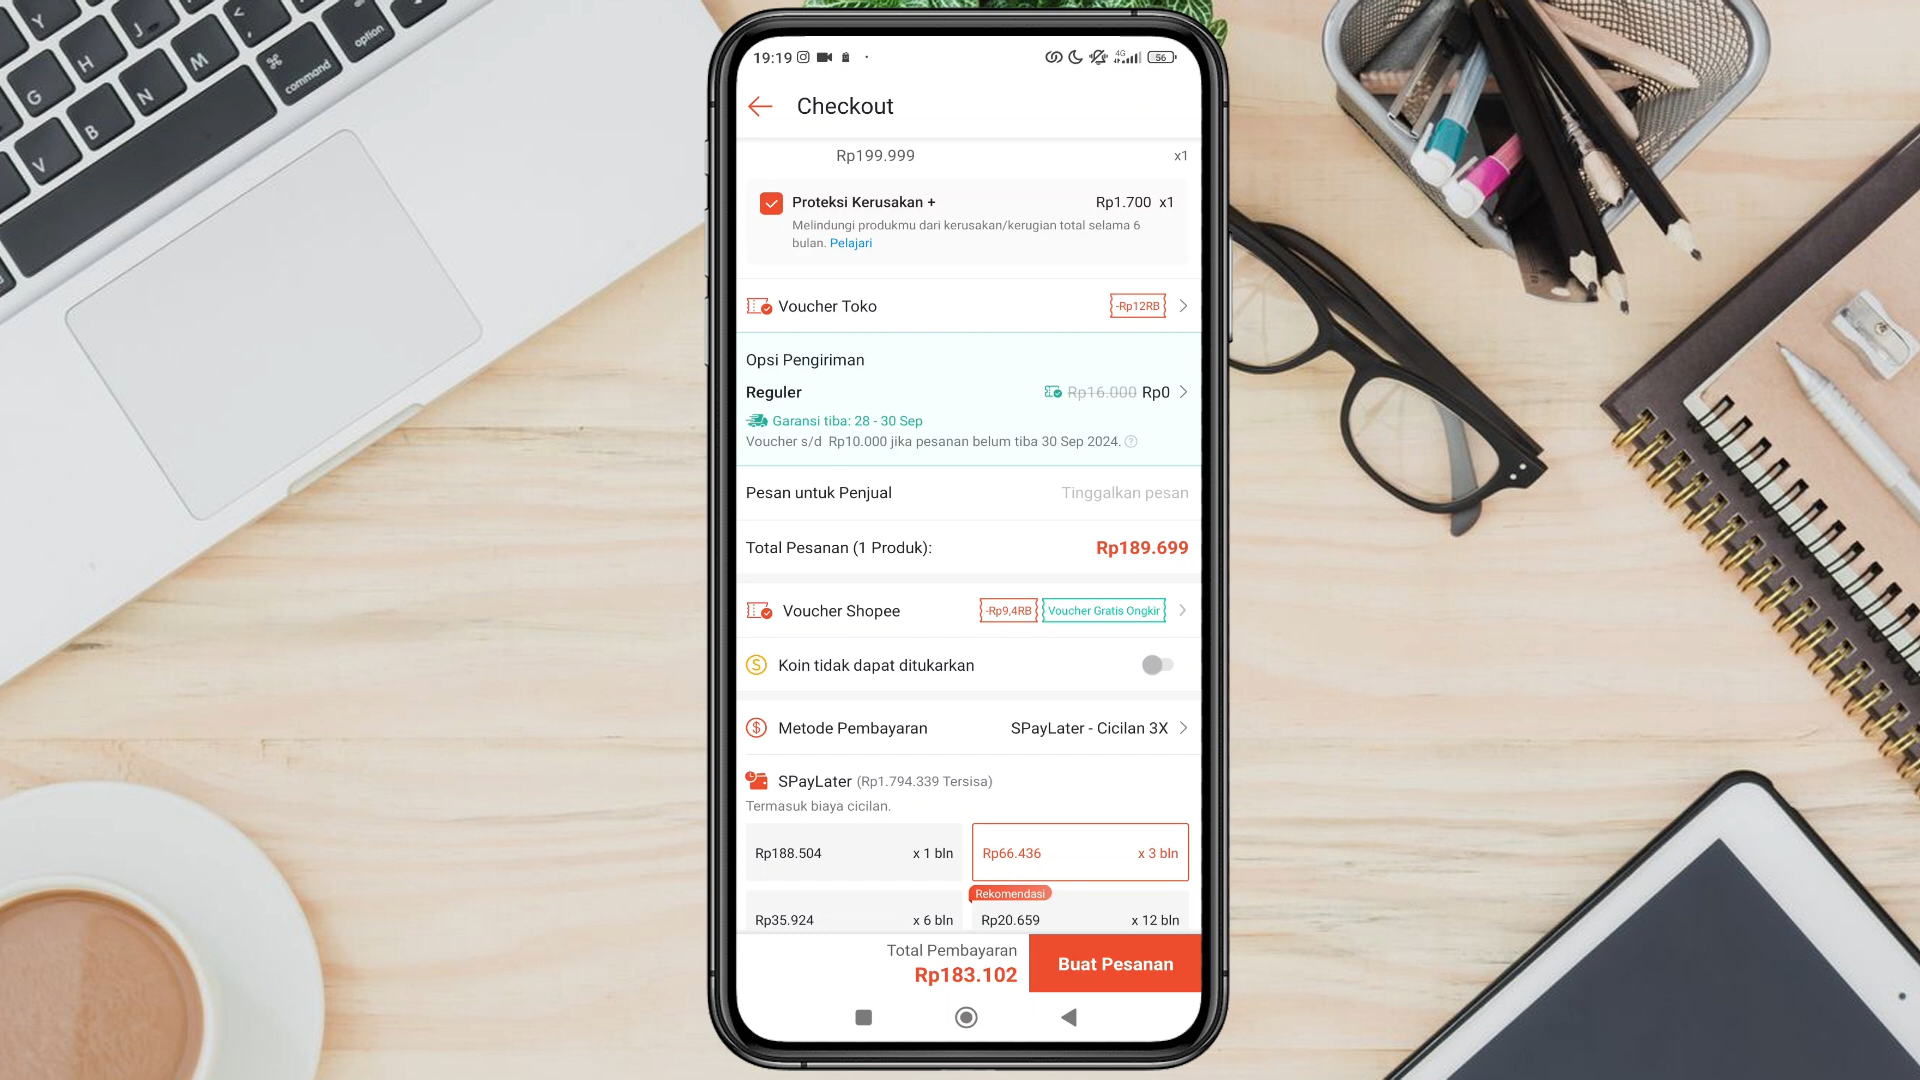 19:19
4G
56
Checkout
Rp199.999 x1
Proteksi Kerusakan + Rp1.700 x1
Melindungi produkmu dari kerusakan/kerugian total selama 6
bulan. Pelajari
Voucher Toko -Rp12RB
Opsi Pengiriman
Reguler Rp16.000 Rp0
Garansi tiba: 28 - 30 Sep
Voucher s/d Rp10.000 jika pesanan belum tiba 30 Sep 2024. ?
Pesan untuk Penjual Tinggalkan pesan
Total Pesanan (1 Produk): Rp189.699
Voucher Shopee -Rp9,4RB Voucher Gratis Ongkir
S Koin tidak dapat ditukarkan
$ Metode Pembayaran SPayLater - Cicilan 3X
SPayLater (Rp1.794.339 Tersisa)
Termasuk biaya cicilan.
Rp188.504 x 1 bln Rp66.436 x 3 bln
Rekomendasi
Rp35.924 x 6 bln Rp20.659 x 12 bln
Total Pembayaran
Rp183.102
Buat Pesanan
Y
H
J
<
G
N
M
⌘
command
option
V
B